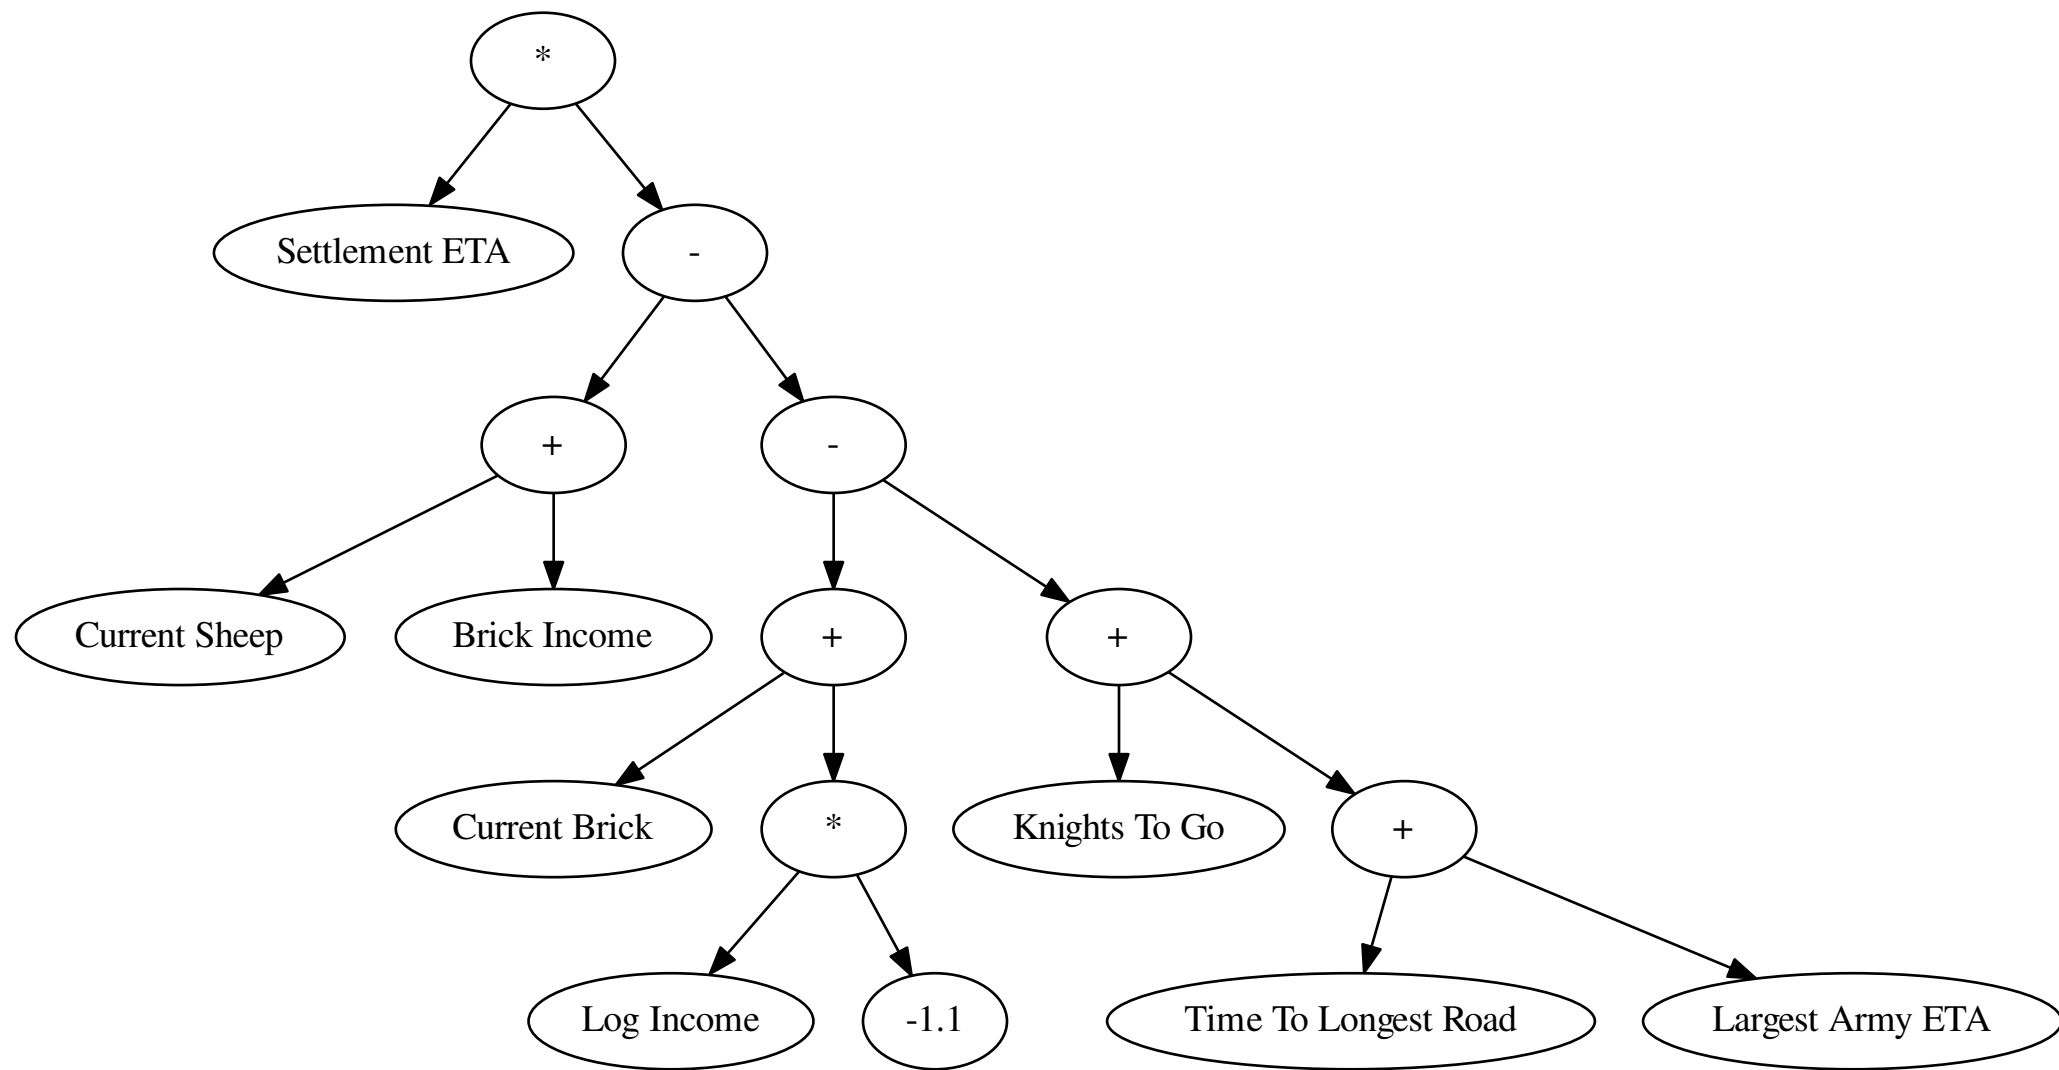 *
Settlement ETA
-
+
-
Current Sheep
Brick Income
+
+
Current Brick
*
Knights To Go
+
Log Income
-1.1
Time To Longest Road
Largest Army ETA